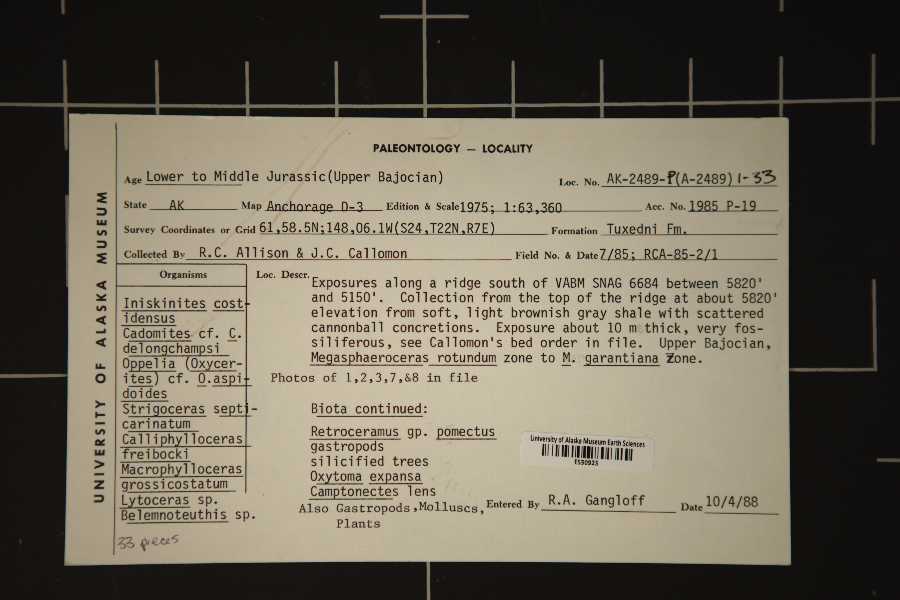 PALEONTOLOGY — LOCALITY
Age Lower to Middle Jurassic(Upper Bajocian) Loc. No. AK-2489-P(A-2489) 1-33
State AK Map Anchorage D-3 Edition & Scale 1975; 1:63,360 Acc. No. 1985 P-19
Survey Coordinates or Grid 61,58.5N;148,06.1W(S24,T22N,R7E) Formation Tuxedni Fm.
Collected By R.C. Allison & J.C. Callomon Field No. & Date 7/85; RCA-85-2/1
UNIVERSITY OF ALASKA MUSEUM
Organisms
Iniskinites cost-
idensus
Cadomites cf. C.
delongchampsi
Oppelia (Oxycer-
ites) cf. O.aspi-
doides
Strigoceras septi-
carinatum
Calliphylloceras
freibocki
Macrophylloceras
grossicostatum
Lytoceras sp.
Belemnoteuthis sp.
33 pieces
Loc. Descr. Exposures along a ridge south of VABM SNAG 6684 between 5820'
and 5150'. Collection from the top of the ridge at about 5820'
elevation from soft, light brownish gray shale with scattered
cannonball concretions. Exposure about 10 m thick, very fos-
siliferous, see Callomon's bed order in file. Upper Bajocian,
Megasphaeroceras rotundum zone to M. garantiana Zone.
Photos of 1,2,3,7,&8 in file
Biota continued:
Retroceramus gp. pomectus
gastropods
silicified trees
Oxytoma expansa
Camptonectes lens
Also Gastropods,Molluscs,
Plants
University of Alaska Museum Earth Sciences
ES30923
Entered By R.A. Gangloff Date 10/4/88